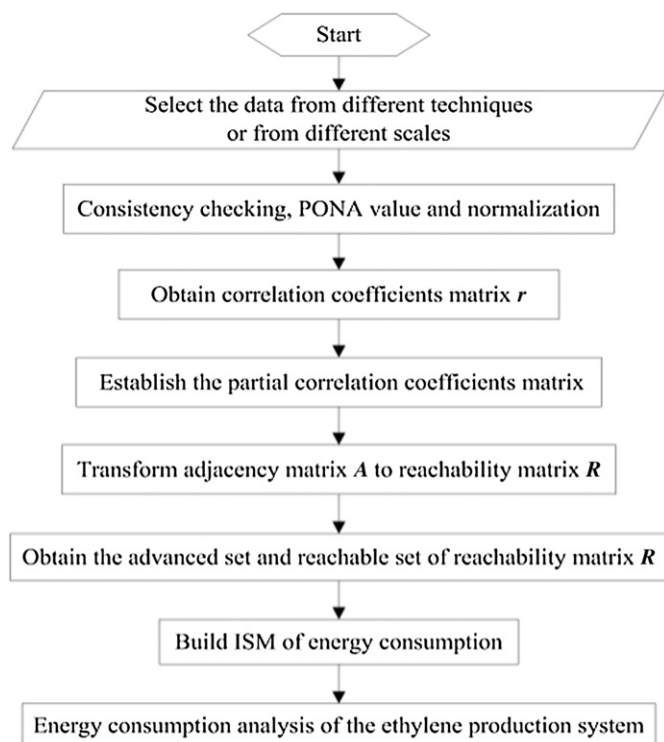 Start
Select the data from different techniques
or from different scales
Consistency checking, PONA value and normalization
Obtain correlation coefficients matrix r
Establish the partial correlation coefficients matrix
Transform adjacency matrix A to reachability matrix R
Obtain the advanced set and reachable set of reachability matrix R
Build ISM of energy consumption
Energy consumption analysis of the ethylene production system